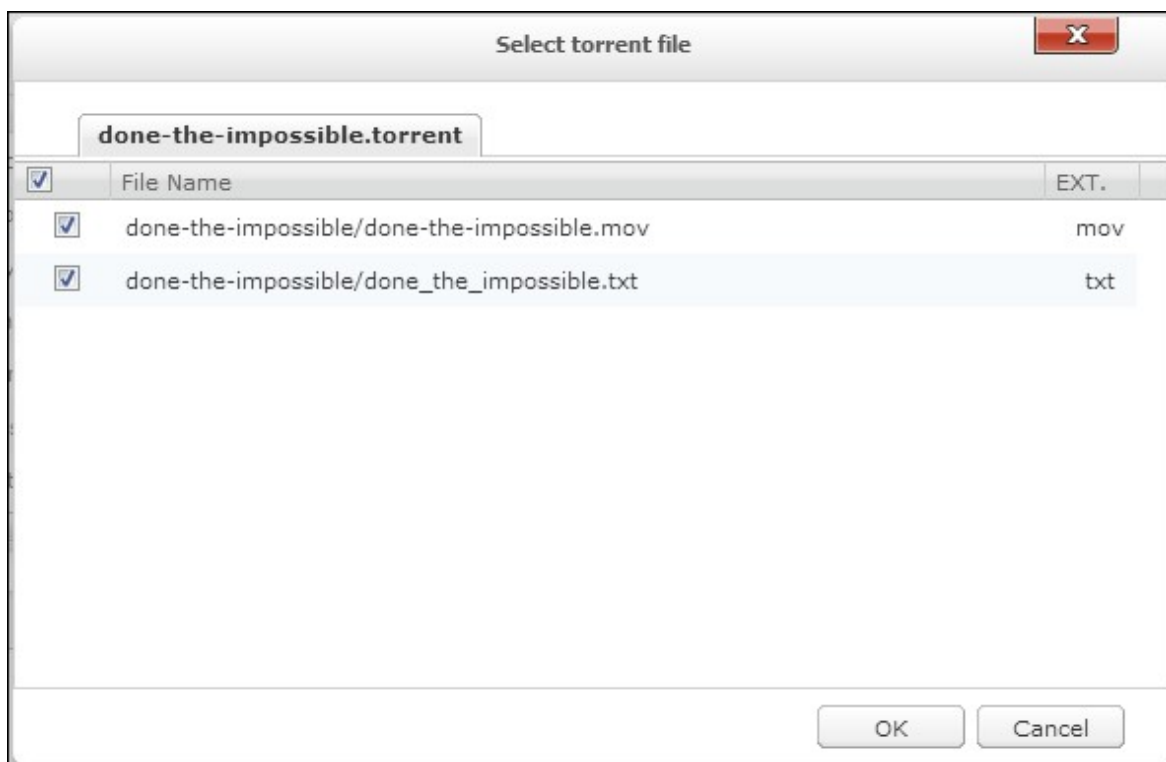 Select torrent file
x
done-the-impossible.torrent
File Name EXT.
done-the-impossible/done-the-impossible.mov mov
done-the-impossible/done_the_impossible.txt txt
OK Cancel